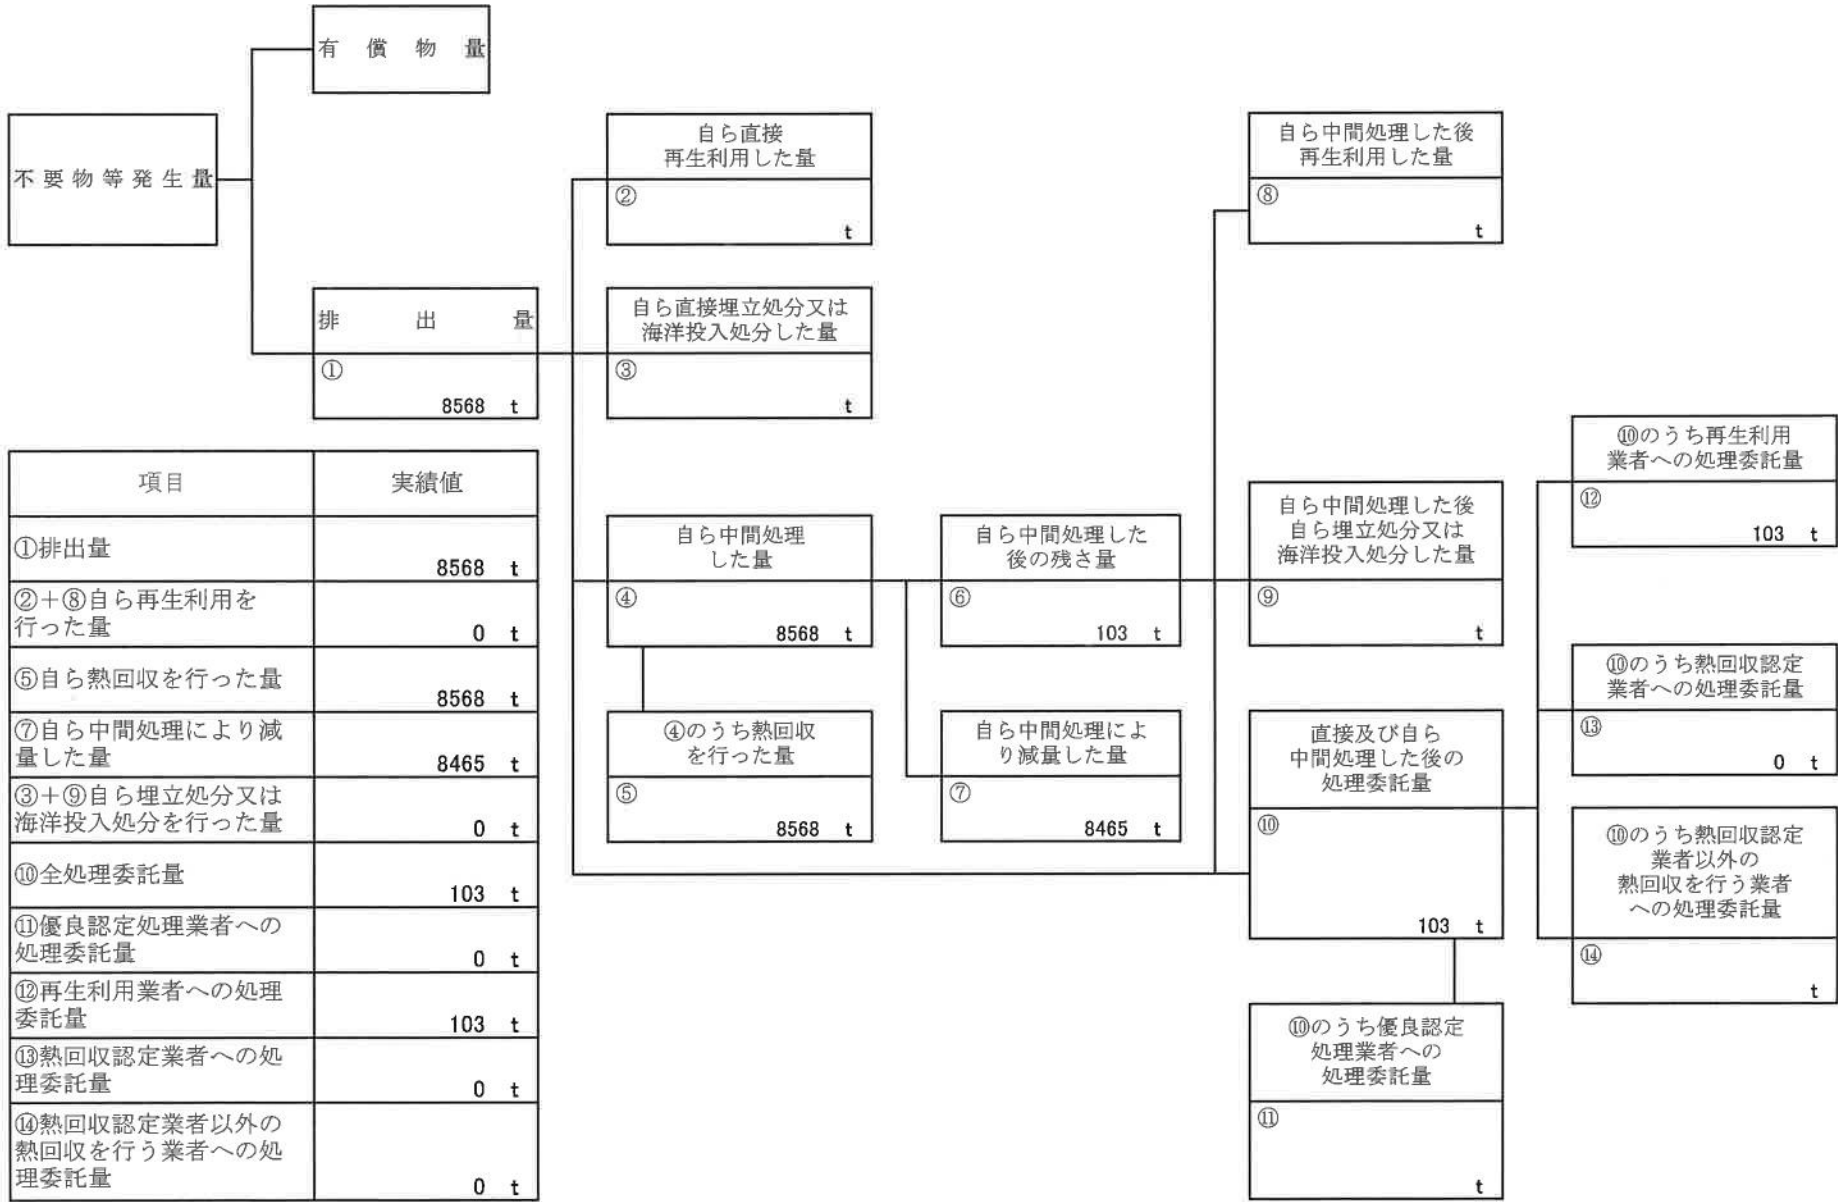 有償物量
不要物等発生量
排出量
①
8568 t
自ら直接
再生利用した量
②
t
自ら直接埋立処分又は
海洋投入処分した量
③
t
自ら中間処理した後
再生利用した量
⑧
t
項目 実績値
①排出量
8568 t
②+⑧自ら再生利用を
行った量
0 t
⑤自ら熱回収を行った量
8568 t
⑦自ら中間処理により減
量した量
8465 t
③+⑨自ら埋立処分又は
海洋投入処分を行った量
0 t
⑩全処理委託量
103 t
⑪優良認定処理業者への
処理委託量
0 t
⑫再生利用業者への処理
委託量
103 t
⑬熱回収認定業者への処
理委託量
0 t
⑭熱回収認定業者以外の
熱回収を行う業者への処
理委託量
0 t
自ら中間処理
した量
④
8568 t
④のうち熱回収
を行った量
⑤
8568 t
自ら中間処理した
後の残さ量
⑥
103 t
自ら中間処理によ
り減量した量
⑦
8465 t
自ら中間処理した後
自ら埋立処分又は
海洋投入処分した量
⑨
t
直接及び自ら
中間処理した後の
処理委託量
⑩
103 t
⑩のうち優良認定
処理業者への
処理委託量
⑪
t
⑩のうち再生利用
業者への処理委託量
⑫
103 t
⑩のうち熱回収認定
業者への処理委託量
⑬
0 t
⑩のうち熱回収認定
業者以外の
熱回収を行う業者
への処理委託量
⑭
t